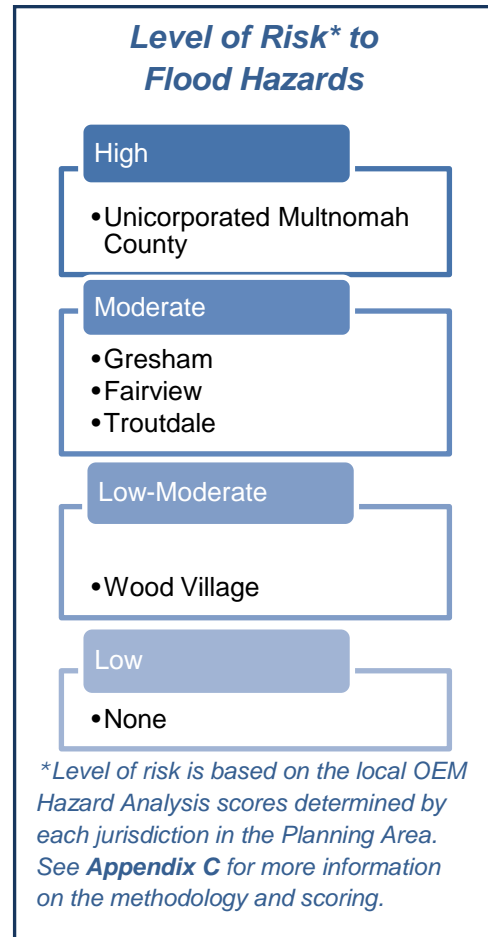 Level of Risk* to
Flood Hazards
High
•Unicorporated Multnomah
County
Moderate
•Gresham
•Fairview
•Troutdale
Low-Moderate
•Wood Village
Low
•None
*Level of risk is based on the local OEM
Hazard Analysis scores determined by
each jurisdiction in the Planning Area.
See Appendix C for more information
on the methodology and scoring.